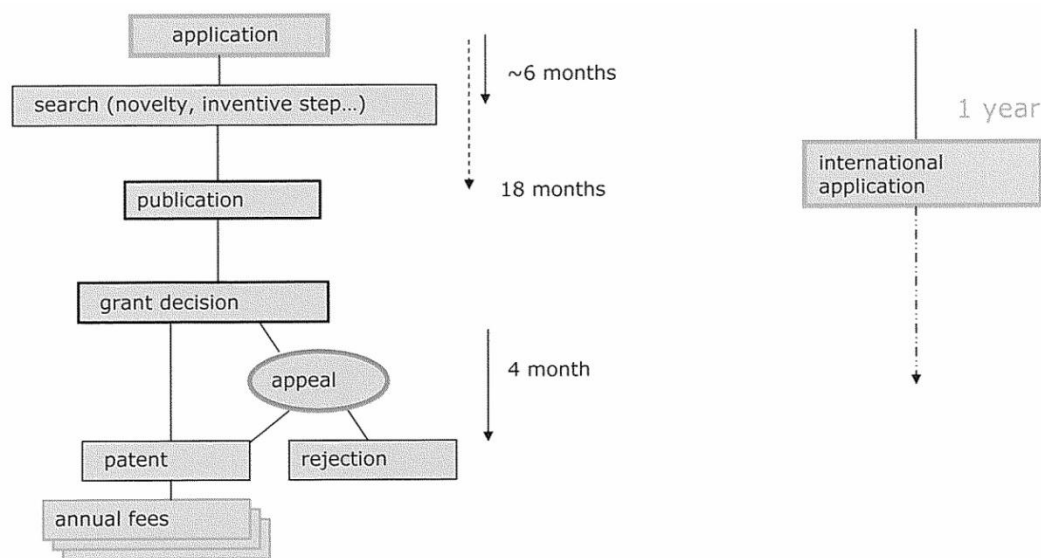 application
~6 months
search (novelty, inventive step...)
1 year
international
application
publication
18 months
grant decision
appeal
4 month
patent
rejection
annual fees